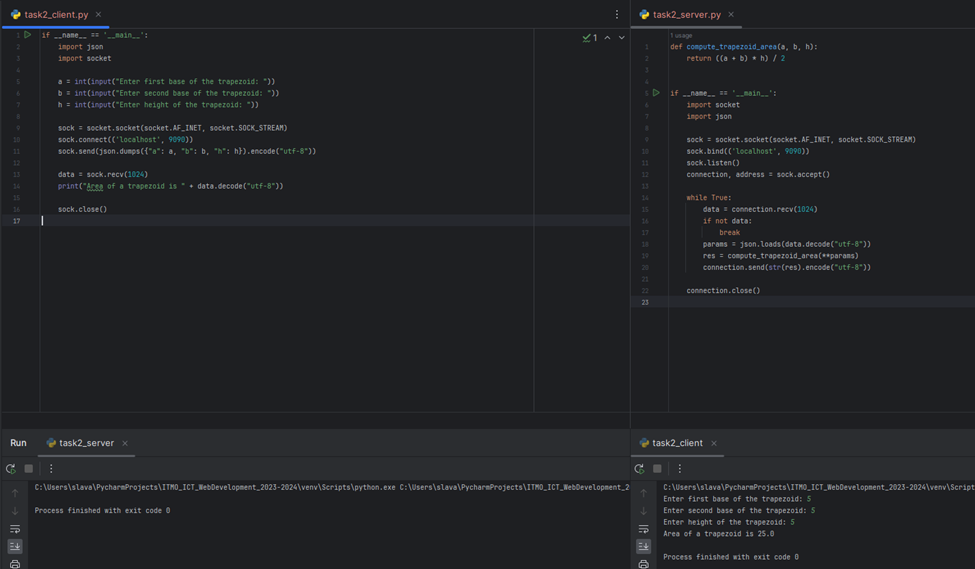 task2_client.py
1 if __name__ == '__main__':
2 import json
3 import socket
4
5 a = int(input("Enter first base of the trapezoid: "))
6 b = int(input("Enter second base of the trapezoid: "))
7 h = int(input("Enter height of the trapezoid: "))
8
9 sock = socket.socket(socket.AF_INET, socket.SOCK_STREAM)
10 sock.connect(('localhost', 9090))
11 sock.send(json.dumps({"a": a, "b": b, "h": h}).encode("utf-8"))
12
13 data = sock.recv(1024)
14 print("Area of a trapezoid is " + data.decode("utf-8"))
15
16 sock.close()
17
1
task2_server.py
1 usage
1 def compute_trapezoid_area(a, b, h):
2 return ((a + b) * h) / 2
3
4
5 if __name__ == '__main__':
6 import socket
7 import json
8
9 sock = socket.socket(socket.AF_INET, socket.SOCK_STREAM)
10 sock.bind(('localhost', 9090))
11 sock.listen()
12 connection, address = sock.accept()
13
14 while True:
15 data = connection.recv(1024)
16 if not data:
17 break
18 params = json.loads(data.decode("utf-8"))
19 res = compute_trapezoid_area(**params)
20 connection.send(str(res).encode("utf-8"))
21
22 connection.close()
23
Run task2_server
C:\Users\slava\PycharmProjects\ITMO_ICT_WebDevelopment_2023-2024\venv\Scripts\python.exe C:\Users\slava\PycharmProjects\ITMO_ICT_WebDevelopment_2
Process finished with exit code 0
task2_client
C:\Users\slava\PycharmProjects\ITMO_ICT_WebDevelopment_2023-2024\venv\Script
Enter first base of the trapezoid: 5
Enter second base of the trapezoid: 5
Enter height of the trapezoid: 5
Area of a trapezoid is 25.0
Process finished with exit code 0